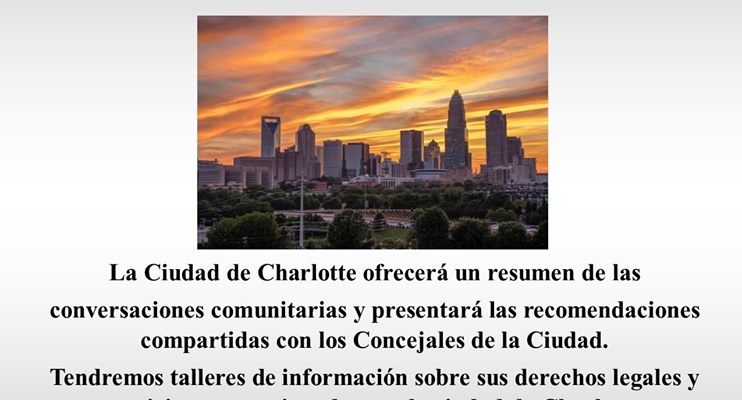 La Ciudad de Charlotte ofrecerá un resumen de las
conversaciones comunitarias y presentará las recomendaciones
compartidas con los Concejales de la Ciudad.
Tendremos talleres de información sobre sus derechos legales y